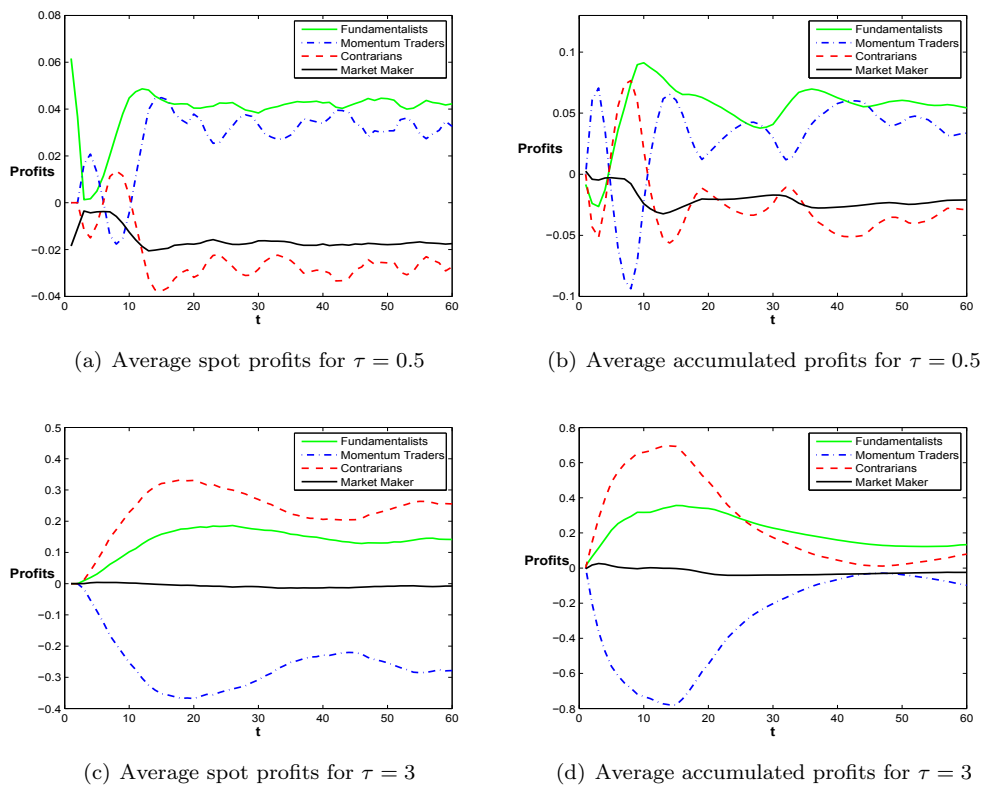 0.08
0.06
0.04
0.02
0
−0.02
−0.04
Profits
0
10
20
30
40
50
60
t
Fundamentalists
Momentum Traders
Contrarians
Market Maker
(a) Average spot profits for τ = 0.5
0.1
0.05
0
−0.05
−0.1
Profits
0
10
20
30
40
50
60
t
Fundamentalists
Momentum Traders
Contrarians
Market Maker
(b) Average accumulated profits for τ = 0.5
0.5
0.4
0.3
0.2
0.1
0
−0.1
−0.2
−0.3
−0.4
Profits
0
10
20
30
40
50
60
t
Fundamentalists
Momentum Traders
Contrarians
Market Maker
(c) Average spot profits for τ = 3
0.8
0.6
0.4
0.2
0
−0.2
−0.4
−0.6
−0.8
Profits
0
10
20
30
40
50
60
t
Fundamentalists
Momentum Traders
Contrarians
Market Maker
(d) Average accumulated profits for τ = 3